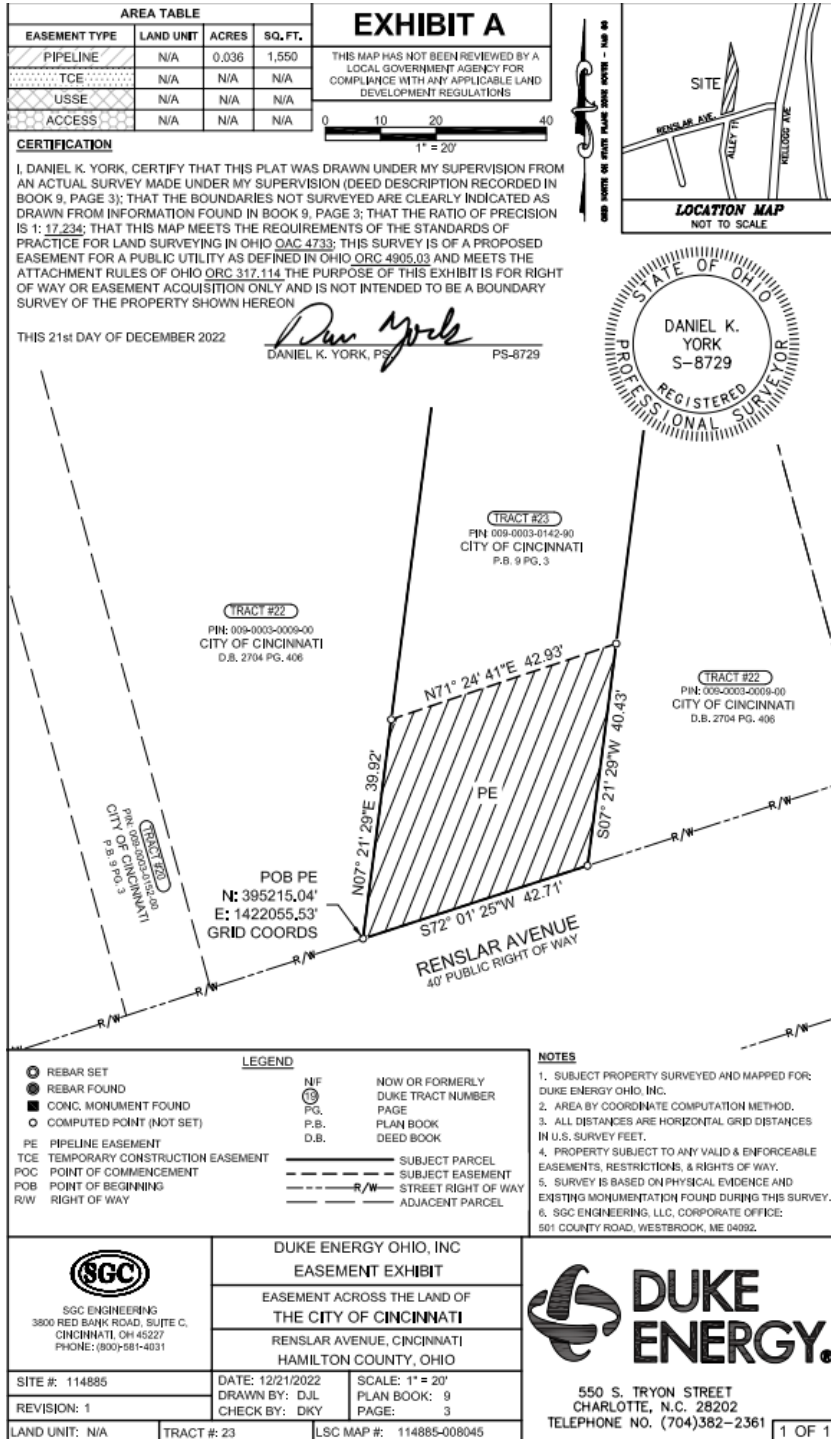 AREA TABLE
EASEMENT TYPE LAND UNIT ACRES SQ. FT.
PIPELINE N/A 0.036 1,550
TCE N/A N/A N/A
USSE N/A N/A N/A
ACCESS N/A N/A N/A
EXHIBIT A
THIS MAP HAS NOT BEEN REVIEWED BY A
LOCAL GOVERNMENT AGENCY FOR
COMPLIANCE WITH ANY APPLICABLE LAND
DEVELOPMENT REGULATIONS
0 10 20 40
1" = 20'
GRID NORTH OH STATE PLANE ZONE SOUTH - NAD 83
SITE
RENSLAR AVE.
ALLEY
KELLOGG AVE
LOCATION MAP
NOT TO SCALE
CERTIFICATION
I, DANIEL K. YORK, CERTIFY THAT THIS PLAT WAS DRAWN UNDER MY SUPERVISION FROM
AN ACTUAL SURVEY MADE UNDER MY SUPERVISION (DEED DESCRIPTION RECORDED IN
BOOK 9, PAGE 3); THAT THE BOUNDARIES NOT SURVEYED ARE CLEARLY INDICATED AS
DRAWN FROM INFORMATION FOUND IN BOOK 9, PAGE 3; THAT THE RATIO OF PRECISION
IS 1: 17,234; THAT THIS MAP MEETS THE REQUIREMENTS OF THE STANDARDS OF
PRACTICE FOR LAND SURVEYING IN OHIO OAC 4733; THIS SURVEY IS OF A PROPOSED
EASEMENT FOR A PUBLIC UTILITY AS DEFINED IN OHIO ORC 4905.03 AND MEETS THE
ATTACHMENT RULES OF OHIO ORC 317.114 THE PURPOSE OF THIS EXHIBIT IS FOR RIGHT
OF WAY OR EASEMENT ACQUISITION ONLY AND IS NOT INTENDED TO BE A BOUNDARY
SURVEY OF THE PROPERTY SHOWN HEREON
THIS 21st DAY OF DECEMBER 2022
Dan York
DANIEL K. YORK, PS PS-8729
STATE OF OHIO
DANIEL K.
YORK
S-8729
REGISTERED
PROFESSIONAL SURVEYOR
TRACT #23
PIN: 009-0003-0142-90
CITY OF CINCINNATI
P.B. 9 PG. 3
TRACT #22
PIN: 009-0003-0009-00
CITY OF CINCINNATI
D.B. 2704 PG. 406
TRACT #22
PIN: 009-0003-0009-00
CITY OF CINCINNATI
D.B. 2704 PG. 406
N71° 24' 41"E 42.93'
N07° 21' 29"E 39.92'
S07° 21' 29"W 40.43'
PE
S72° 01' 25"W 42.71'
TRACT #20
PIN: 009-0003-0152-00
CITY OF CINCINNATI
P.B. 9 PG. 3
POB PE
N: 395215.04'
E: 1422055.53'
GRID COORDS
RENSLAR AVENUE
40' PUBLIC RIGHT OF WAY
R/W
R/W
R/W
R/W
R/W
R/W
LEGEND
REBAR SET
REBAR FOUND
CONC. MONUMENT FOUND
COMPUTED POINT (NOT SET)
PE PIPELINE EASEMENT
TCE TEMPORARY CONSTRUCTION EASEMENT
POC POINT OF COMMENCEMENT
POB POINT OF BEGINNING
R/W RIGHT OF WAY
N/F NOW OR FORMERLY
19 DUKE TRACT NUMBER
PG. PAGE
P.B. PLAN BOOK
D.B. DEED BOOK
SUBJECT PARCEL
SUBJECT EASEMENT
R/W STREET RIGHT OF WAY
ADJACENT PARCEL
NOTES
1. SUBJECT PROPERTY SURVEYED AND MAPPED FOR:
DUKE ENERGY OHIO, INC.
2. AREA BY COORDINATE COMPUTATION METHOD.
3. ALL DISTANCES ARE HORIZONTAL GRID DISTANCES
IN U.S. SURVEY FEET.
4. PROPERTY SUBJECT TO ANY VALID & ENFORCEABLE
EASEMENTS, RESTRICTIONS, & RIGHTS OF WAY.
5. SURVEY IS BASED ON PHYSICAL EVIDENCE AND
EXISTING MONUMENTATION FOUND DURING THIS SURVEY.
6. SGC ENGINEERING, LLC, CORPORATE OFFICE:
501 COUNTY ROAD, WESTBROOK, ME 04092.
SGC
SGC ENGINEERING
3800 RED BANK ROAD, SUITE C,
CINCINNATI, OH 45227
PHONE: (800)-581-4031
DUKE ENERGY OHIO, INC
EASEMENT EXHIBIT
EASEMENT ACROSS THE LAND OF
THE CITY OF CINCINNATI
RENSLAR AVENUE, CINCINNATI
HAMILTON COUNTY, OHIO
SITE #: 114885
REVISION: 1
DATE: 12/21/2022
DRAWN BY: DJL
CHECK BY: DKY
SCALE: 1" = 20'
PLAN BOOK: 9
PAGE: 3
LAND UNIT: N/A TRACT #: 23 LSC MAP #: 114885-008045
DUKE
ENERGY®
550 S. TRYON STREET
CHARLOTTE, N.C. 28202
TELEPHONE NO. (704)382-2361
1 OF 1